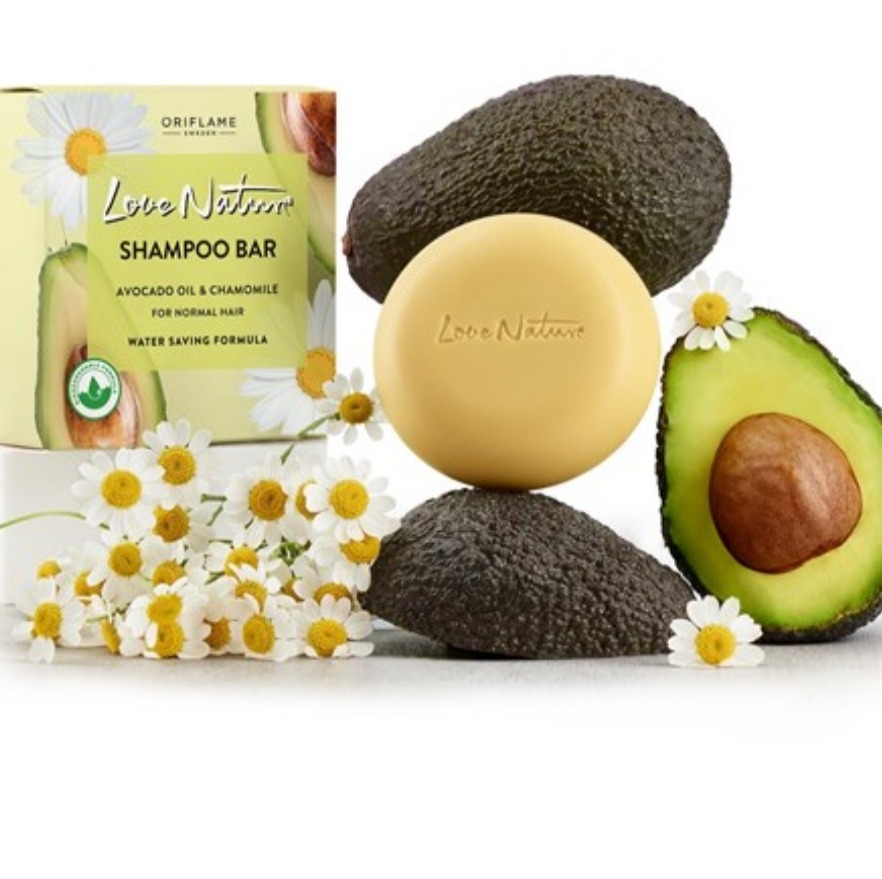 ORIFLAME
SWEDEN
Love Nature
SHAMPOO BAR
AVOCADO OIL & CHAMOMILE
FOR NORMAL HAIR
WATER SAVING FORMULA
Love Nature